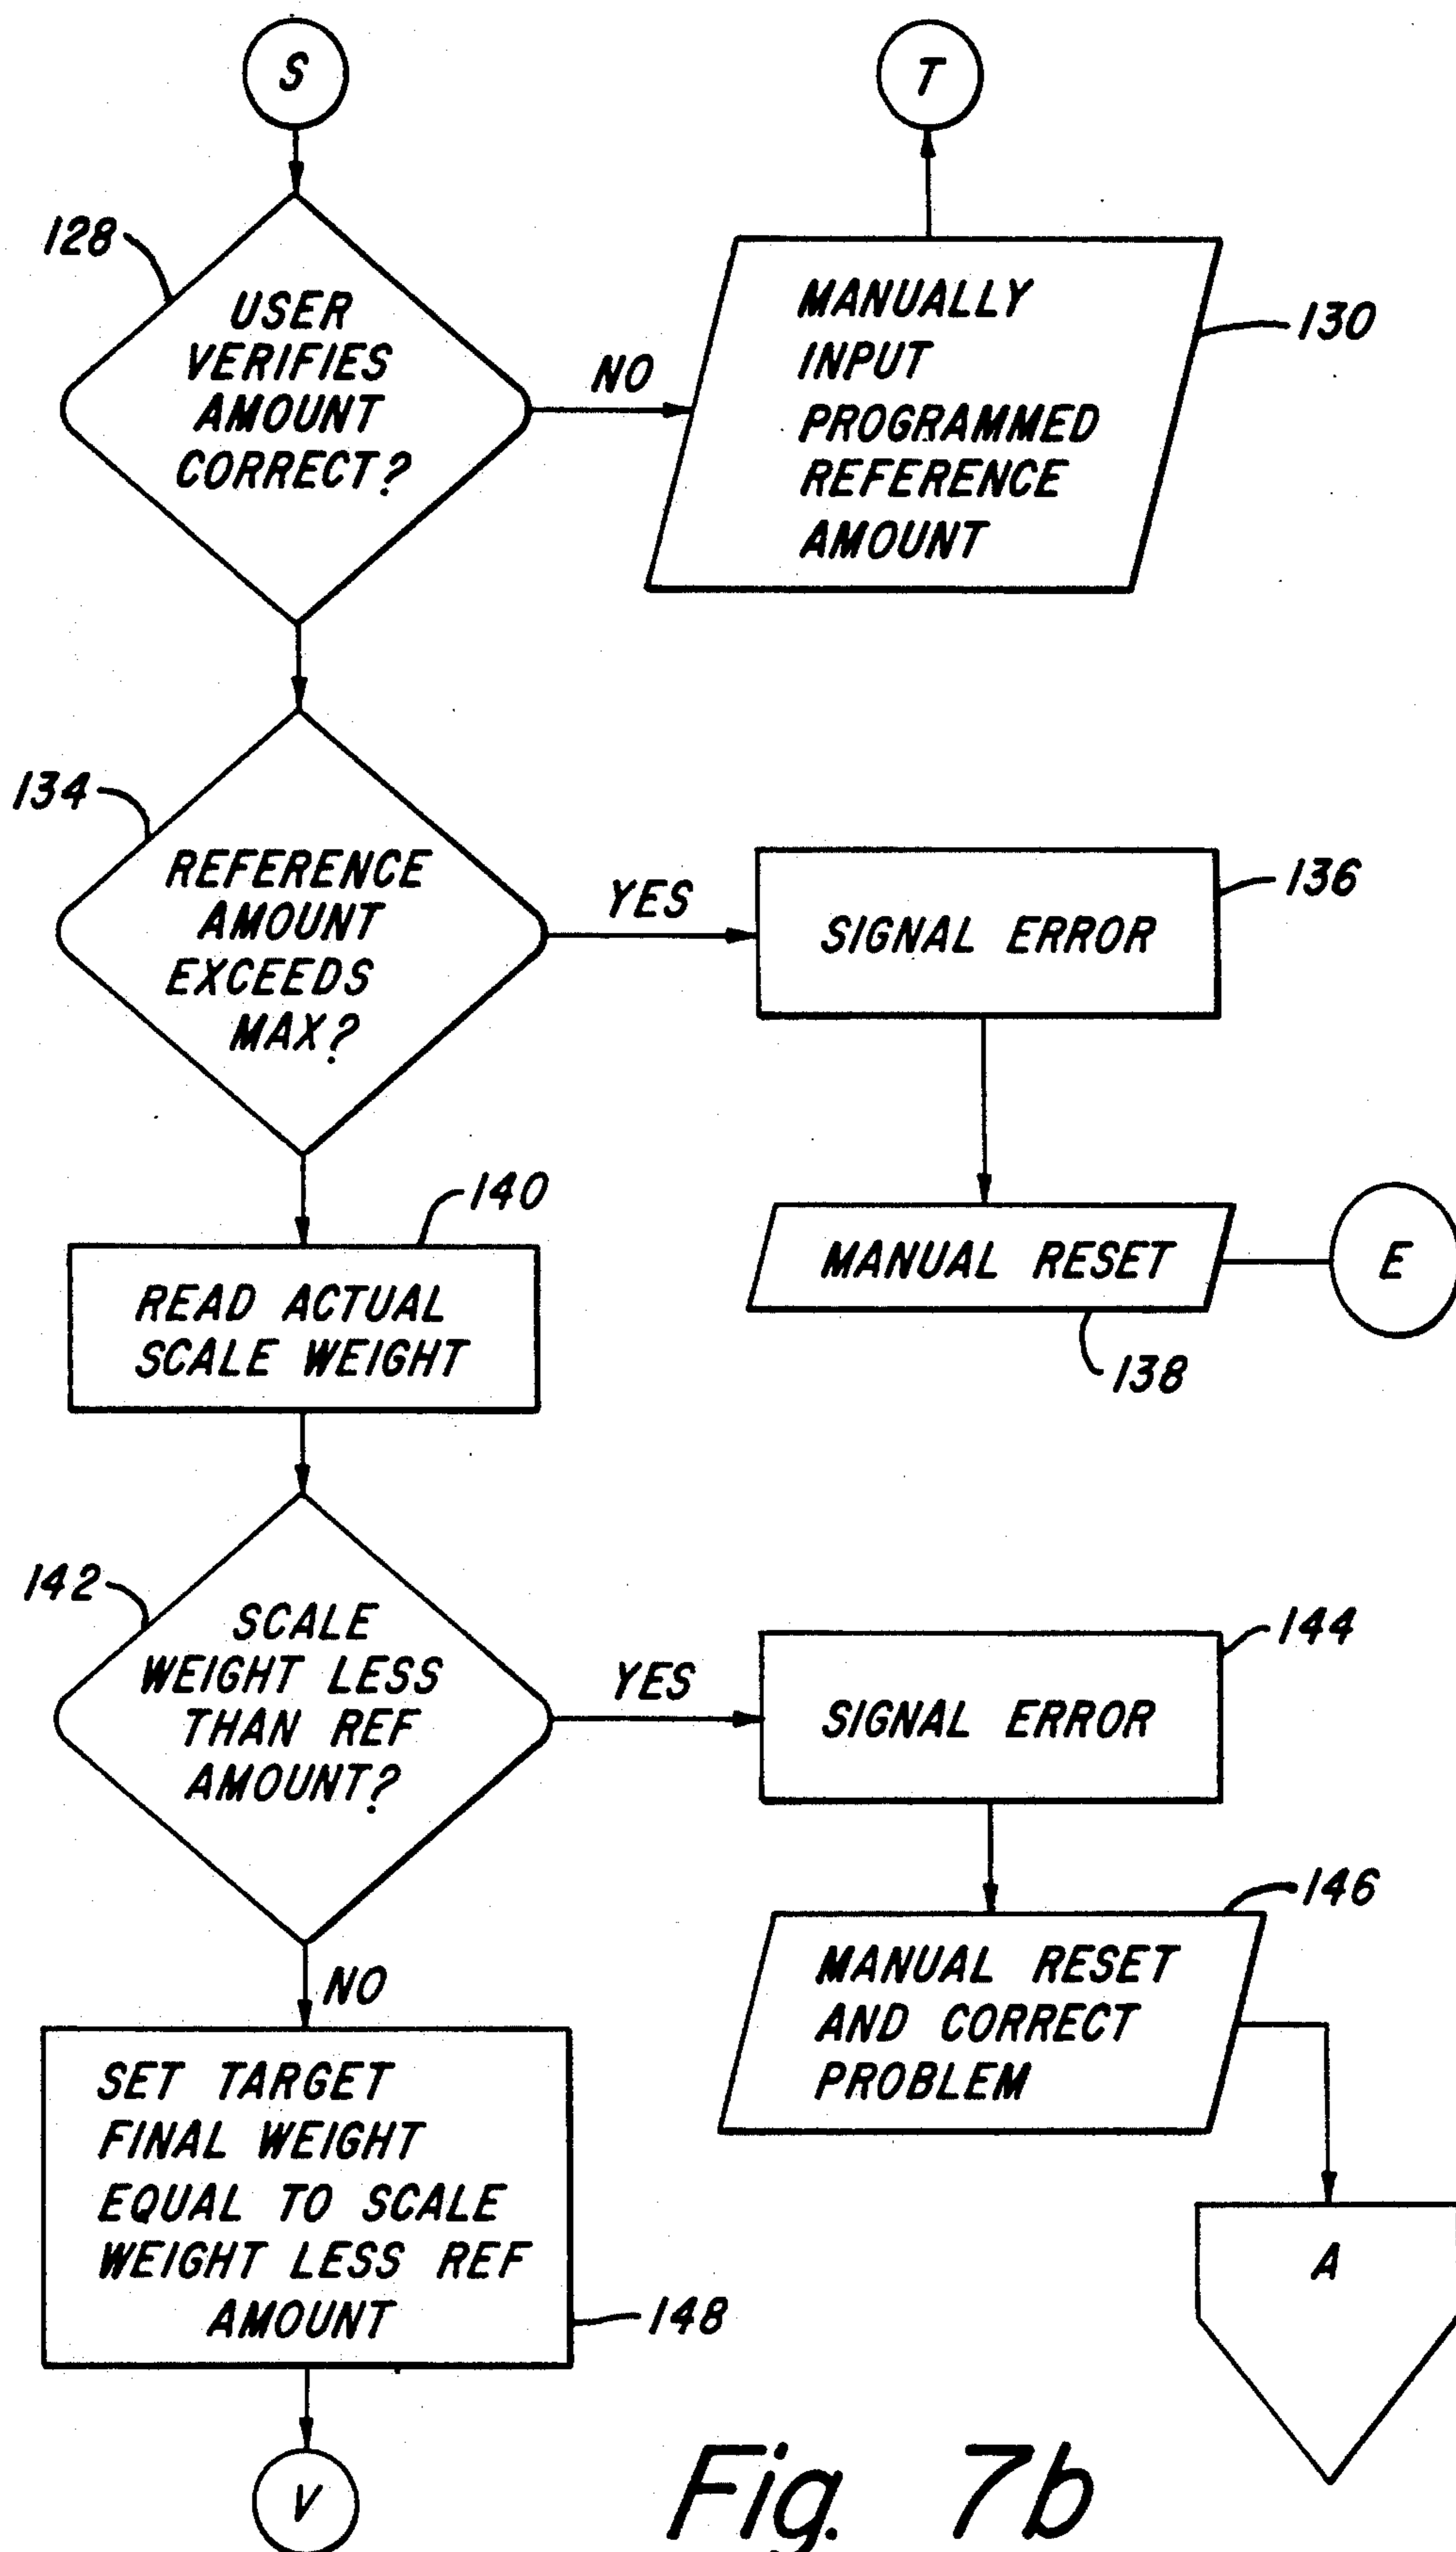 S
T
128
USER
VERIFIES
AMOUNT
CORRECT?
NO
MANUALLY
INPUT
PROGRAMMED
REFERENCE
AMOUNT
130
134
REFERENCE
AMOUNT
EXCEEDS
MAX?
YES
SIGNAL ERROR
136
140
READ ACTUAL
SCALE WEIGHT
MANUAL RESET
E
138
142
SCALE
WEIGHT LESS
THAN REF
AMOUNT?
YES
SIGNAL ERROR
144
146
MANUAL RESET
AND CORRECT
PROBLEM
NO
SET TARGET
FINAL WEIGHT
EQUAL TO SCALE
WEIGHT LESS REF
AMOUNT
148
A
V
Fig. 7b